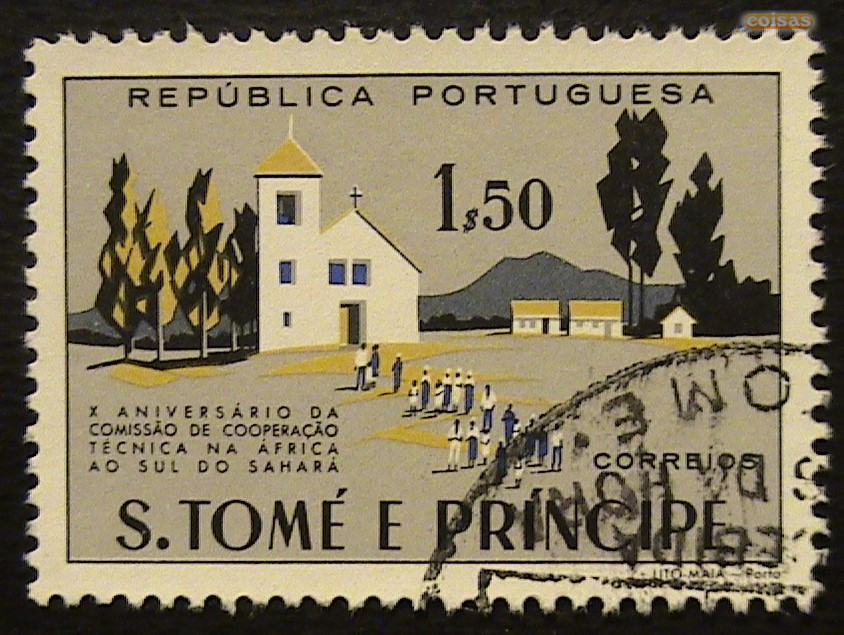 coisas
REPÚBLICA PORTUGUESA
1$50
X ANIVERSÁRIO DA
COMISSÃO DE COOPERAÇÃO
TÉCNICA NA ÁFRICA
AO SUL DO SAHARÁ
CORREIOS
S. TOMÉ E PRÍNCIPE
LITO MAIA - Porto